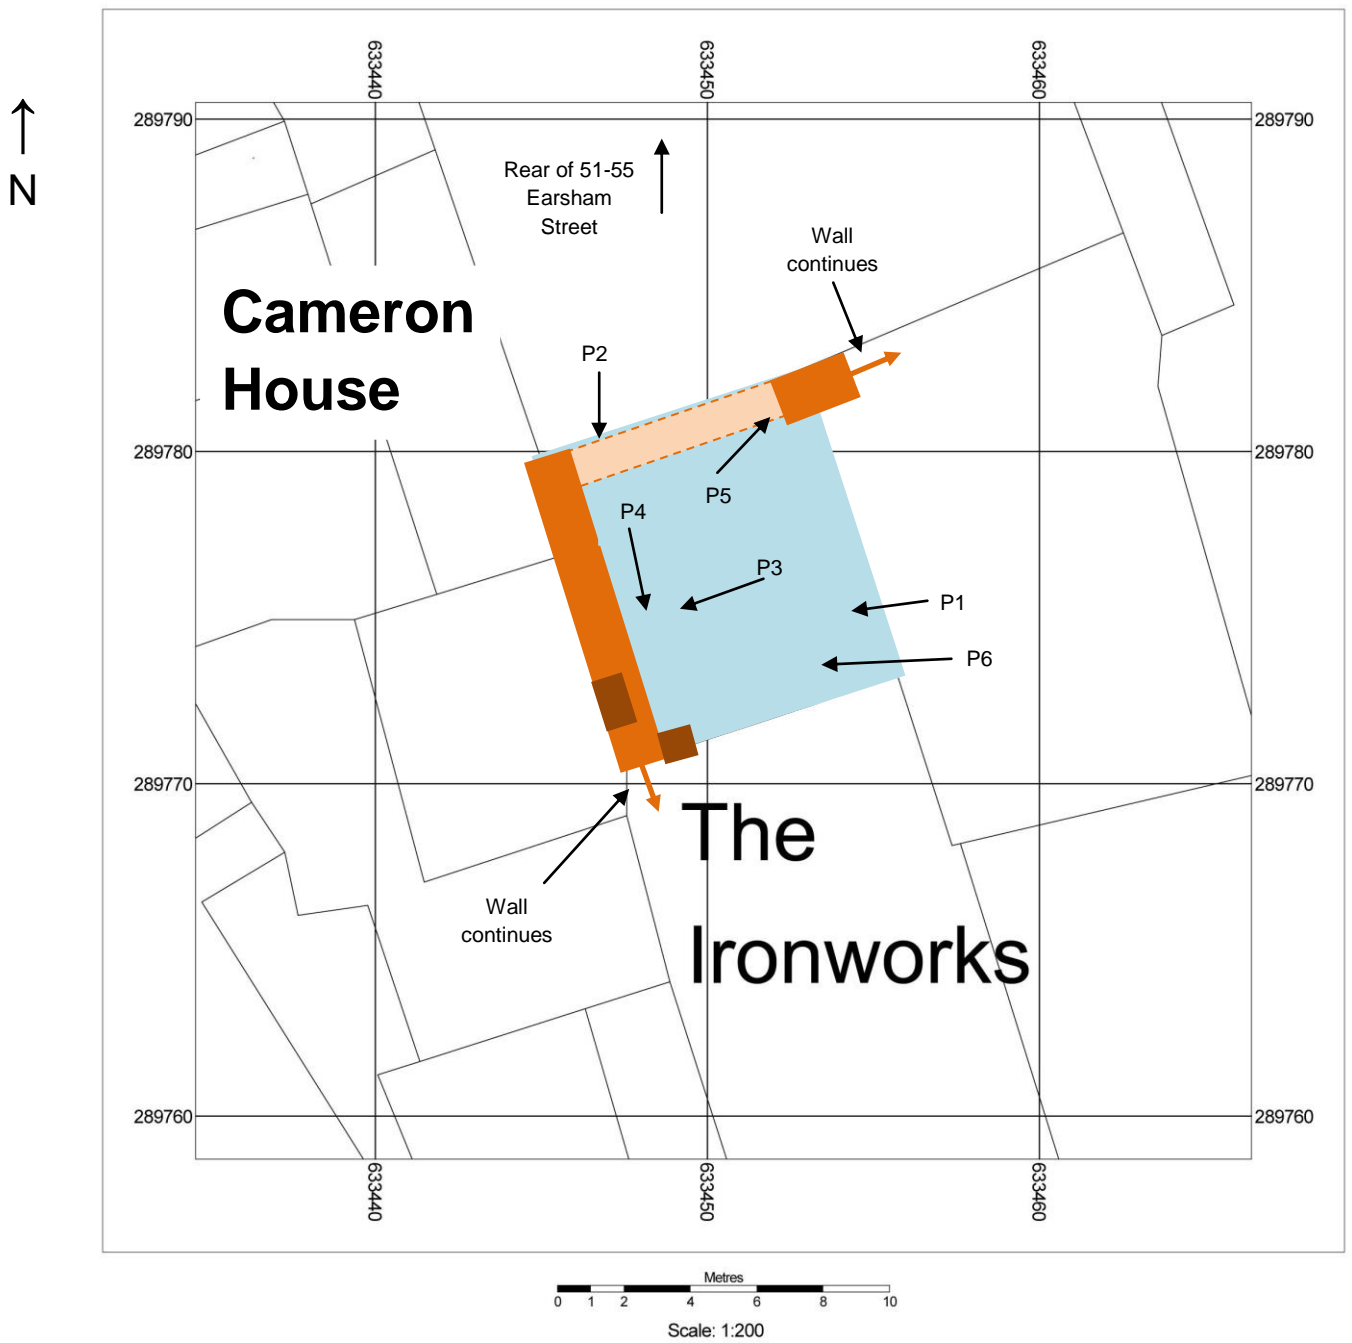 633440
633450
633460
289790
289790
N
Rear of 51-55
Earsham
Street
Wall
continues
Cameron
House
P2
289780
289780
P5
P4
P3
P1
P6
289770
289770
The
Wall
continues
Ironworks
289760
289760
633440
633450
633460
Metres
0 1 2 4 6 8 10
Scale: 1:200